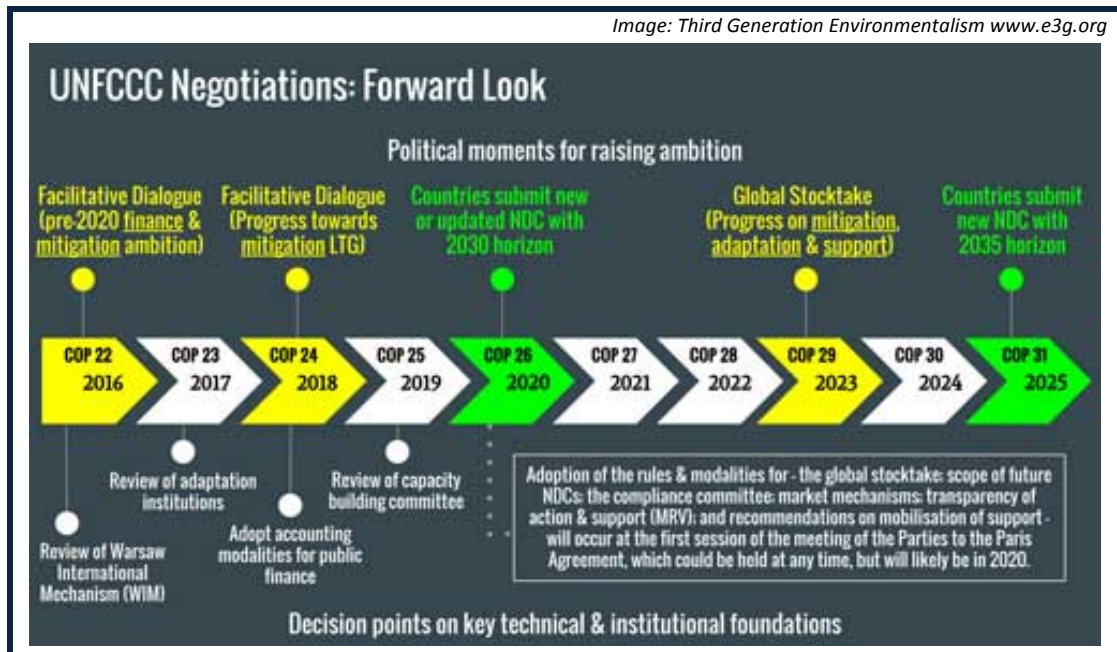 Image: Third Generation Environmentalism www.e3g.org
UNFCCC Negotiations: Forward Look
Political moments for raising ambition
Facilitative Dialogue
(pre-2020 finance &
mitigation ambition)
Facilitative Dialogue
(Progress towards
mitigation LTG)
Countries submit new
or updated NDC with
2030 horizon
Global Stocktake
(Progress on mitigation,
adaptation & support)
Countries submit
new NDC with
2035 horizon
COP 22
2016
COP 23
2017
COP 24
2018
COP 25
2019
COP 26
2020
COP 27
2021
COP 28
2022
COP 29
2023
COP 30
2024
COP 31
2025
Review of Warsaw
International
Mechanism (WIM)
Review of adaptation
institutions
Adopt accounting
modalities for public
finance
Review of capacity
building committee
Adoption of the rules & modalities for - the global stocktake: scope of future
NDCs: the compliance committee: market mechanisms: transparency of
action & support (MRV): and recommendations on mobilisation of support -
will occur at the first session of the meeting of the Parties to the Paris
Agreement, which could be held at any time, but will likely be in 2020.
Decision points on key technical & institutional foundations